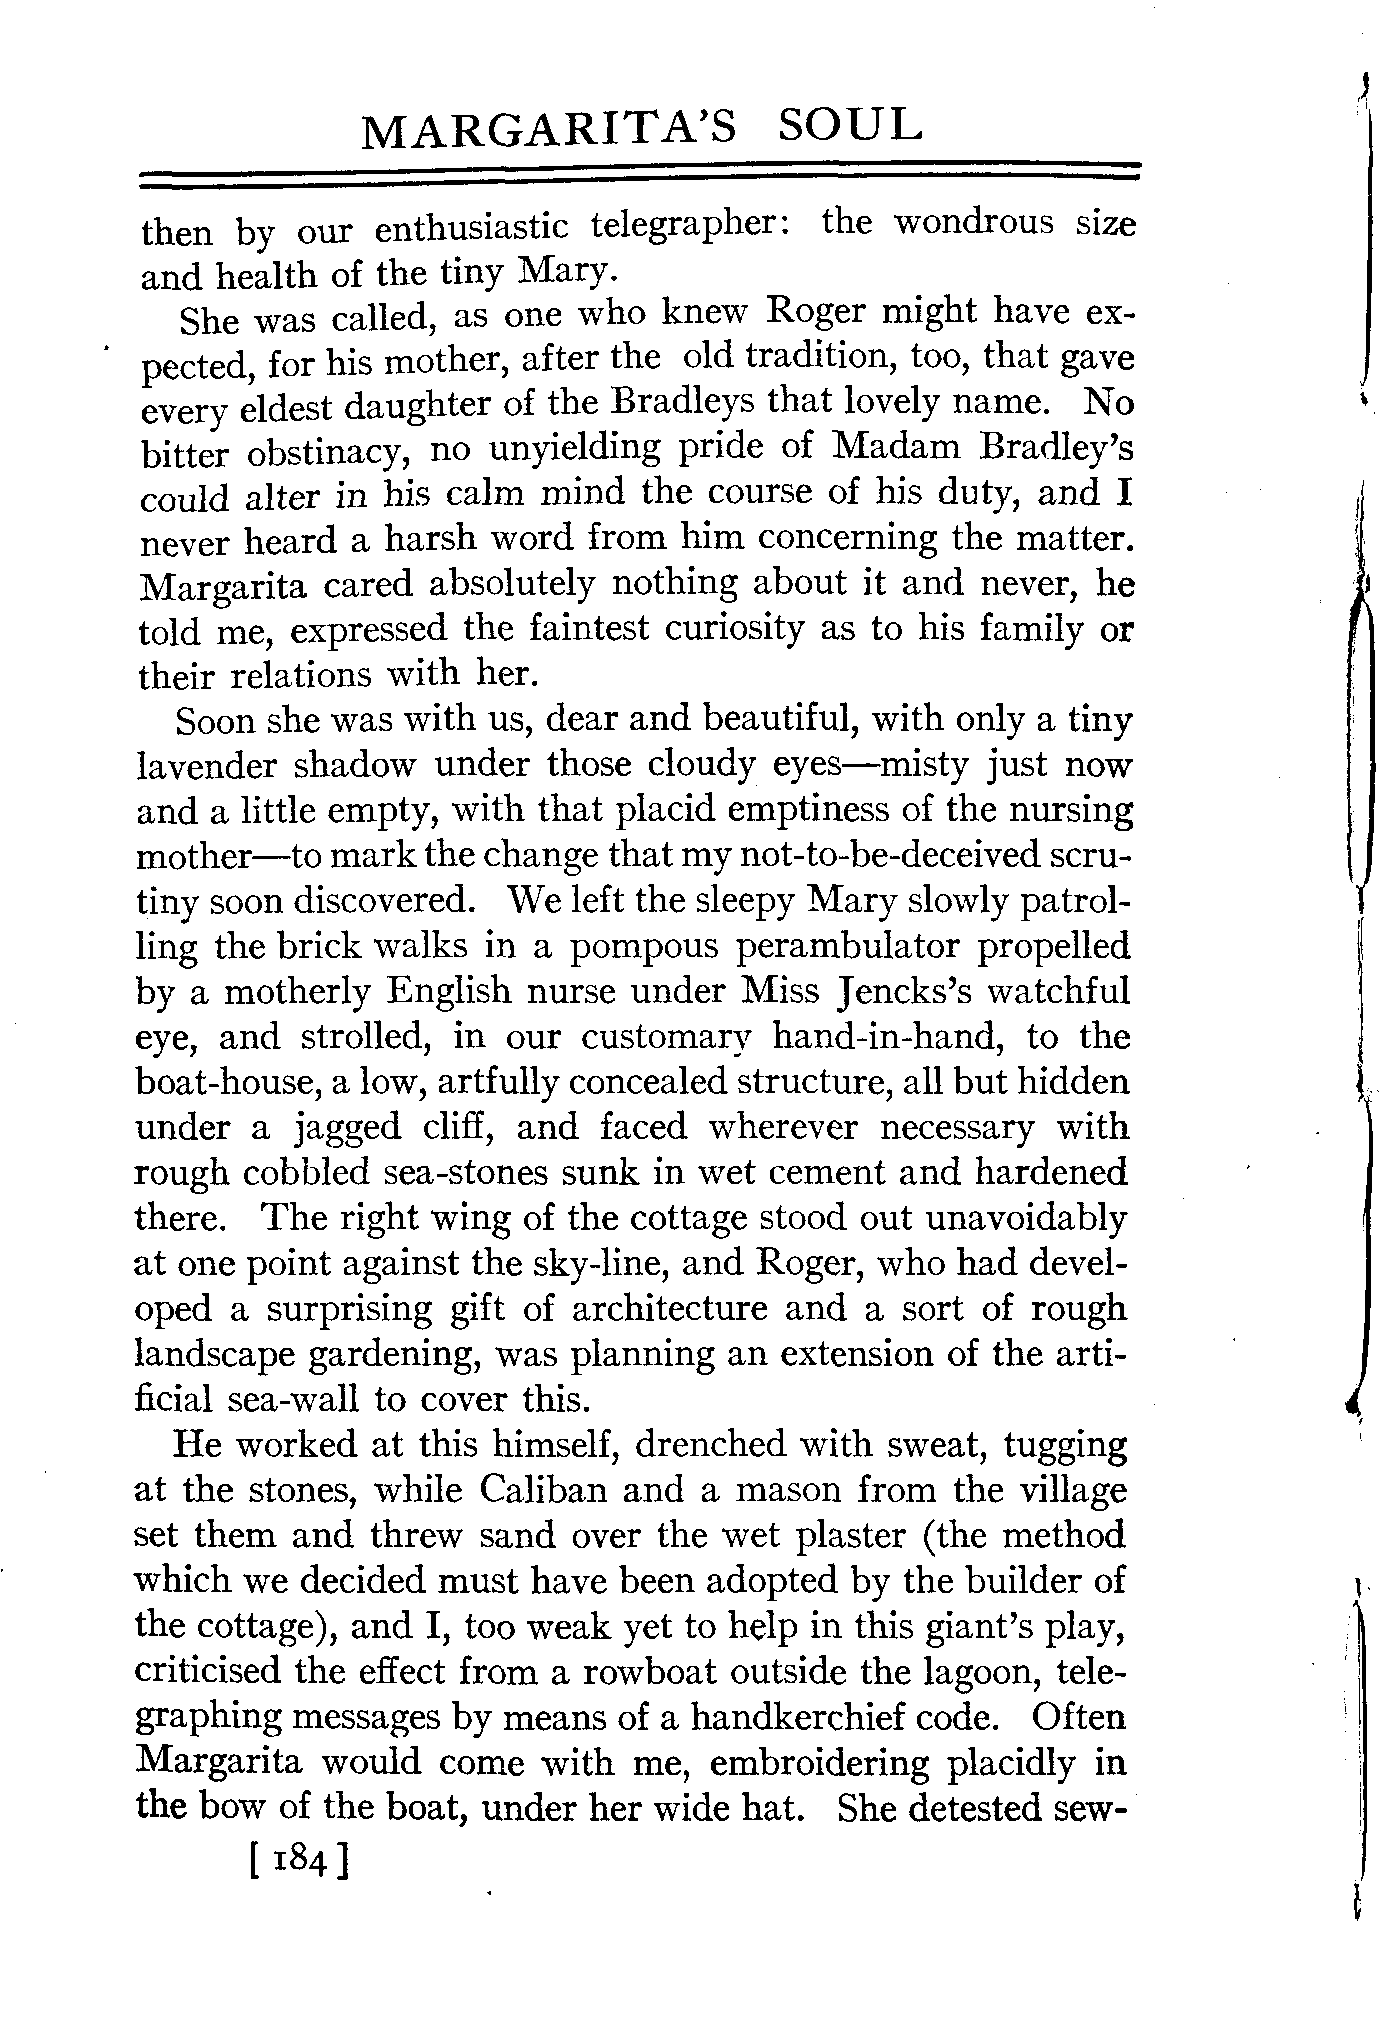 MARGARITA'S SOUL
then by our enthusiastic telegrapher: the wondrous size
and health of the tiny Mary.
She was called, as one who knew Roger might have ex-
pected, for his mother, after the old tradition, too, that gave
every eldest daughter of the Bradleys that lovely name. No
bitter obstinacy, no unyielding pride of Madam Bradley's
could alter in his calm mind the course of his duty, and I
never heard a harsh word from him concerning the matter.
Margarita cared absolutely nothing about it and never, he
told me, expressed the faintest curiosity as to his family or
their relations with her.
Soon she was with us, dear and beautiful, with only a tiny
lavender shadow under those cloudy eyes—misty just now
and a little empty, with that placid emptiness of the nursing
mother—to mark the change that my not-to-be-deceived scru-
tiny soon discovered. We left the sleepy Mary slowly patrol-
ling the brick walks in a pompous perambulator propelled
by a motherly English nurse under Miss Jencks's watchful
eye, and strolled, in our customary hand-in-hand, to the
boat-house, a low, artfully concealed structure, all but hidden
under a jagged cliff, and faced wherever necessary with
rough cobbled sea-stones sunk in wet cement and hardened
there. The right wing of the cottage stood out unavoidably
at one point against the sky-line, and Roger, who had devel-
oped a surprising gift of architecture and a sort of rough
landscape gardening, was planning an extension of the arti-
ficial sea-wall to cover this.
He worked at this himself, drenched with sweat, tugging
at the stones, while Caliban and a mason from the village
set them and threw sand over the wet plaster (the method
which we decided must have been adopted by the builder of
the cottage), and I, too weak yet to help in this giant's play,
criticised the effect from a rowboat outside the lagoon, tele-
graphing messages by means of a handkerchief code. Often
Margarita would come with me, embroidering placidly in
the bow of the boat, under her wide hat. She detested sew-
[ 184 ]